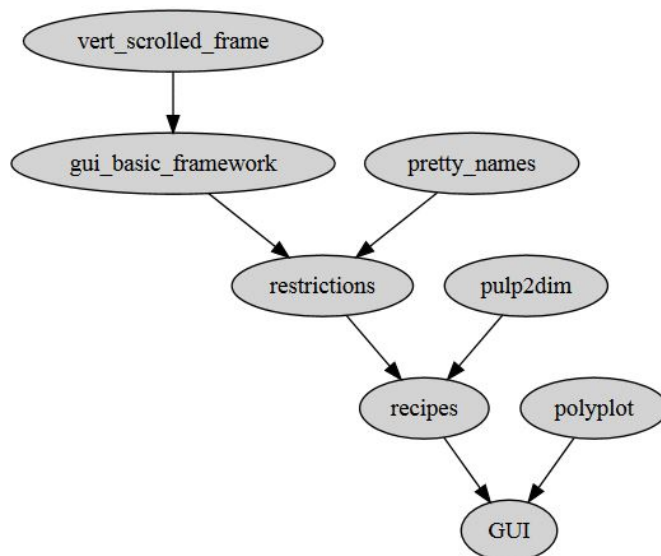 vert_scrolled_frame
gui_basic_framework
pretty_names
restrictions
pulp2dim
recipes
polyplot
GUI